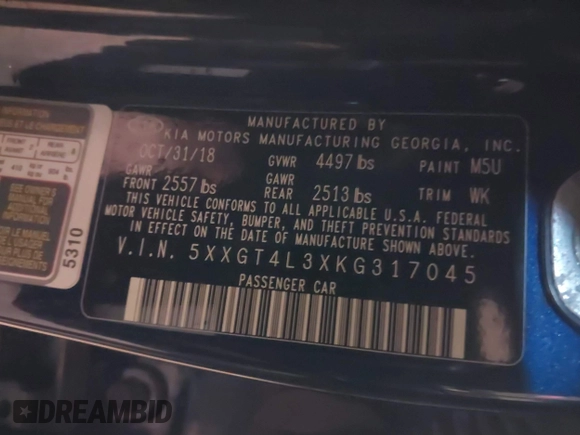 MANUFACTURED BY
KIA MOTORS MANUFACTURING GEORGIA, INC.
OCT/31/18 GVWR 4497 lbs PAINT M5U
GAWR FRONT 2557 lbs GAWR REAR 2513 lbs TRIM WK
THIS VEHICLE CONFORMS TO ALL APPLICABLE U.S.A. FEDERAL
MOTOR VEHICLE SAFETY, BUMPER, AND THEFT PREVENTION STANDARDS
IN EFFECT ON THE DATE OF MANUFACTURE SHOWN ABOVE.
V.I.N. 5XXGT4L3XKG317045
PASSENGER CAR
5310
DREAMBID